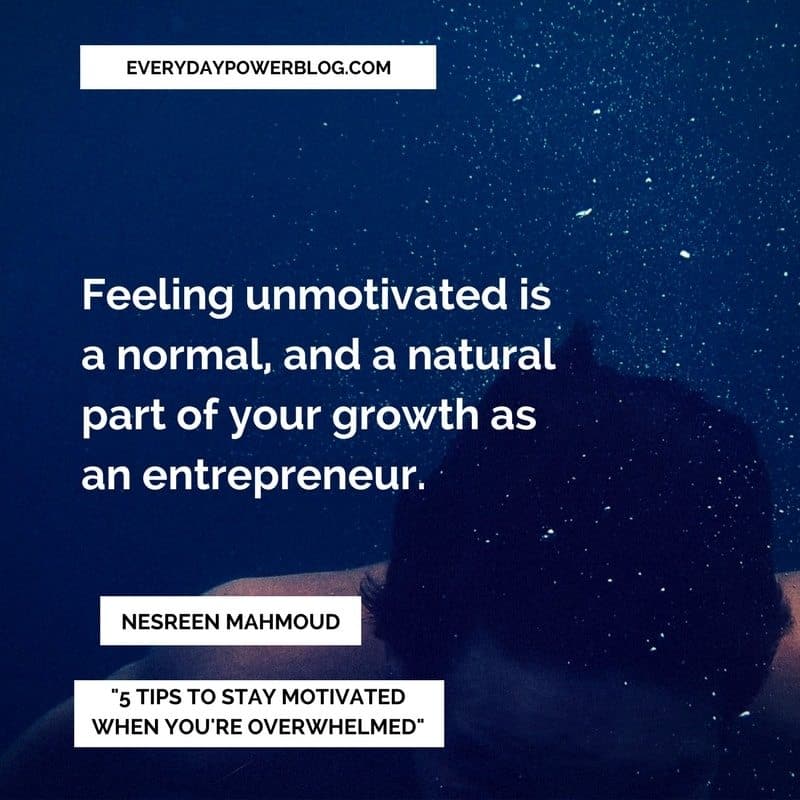 EVERYDAYPOWERBLOG.COM
Feeling unmotivated is
a normal, and a natural
part of your growth as
an entrepreneur.
NESREEN MAHMOUD
"5 TIPS TO STAY MOTIVATED
WHEN YOU'RE OVERWHELMED"